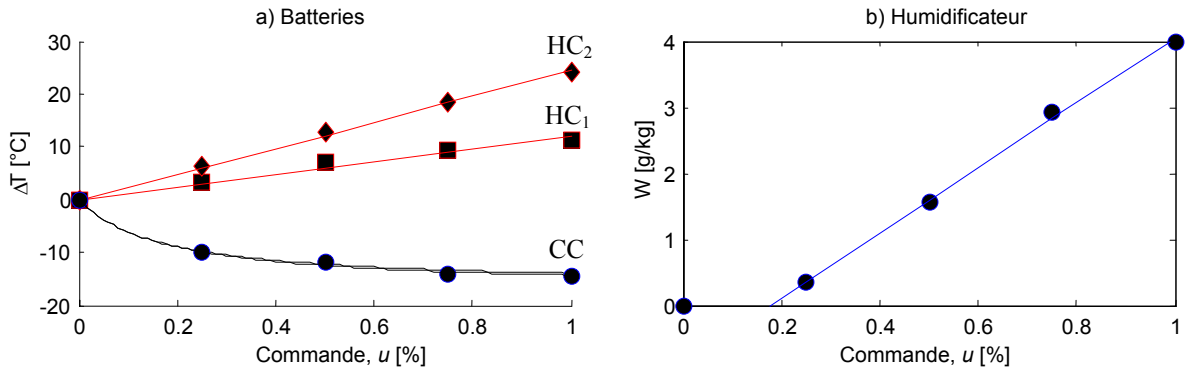 a) Batteries
30
20
10
0
-10
-20
ΔT [°C]
HC2
HC1
CC
0
0.2
0.4
0.6
0.8
1
Commande, u [%]
b) Humidificateur
4
3
2
1
0
W [g/kg]
0
0.2
0.4
0.6
0.8
1
Commande, u [%]